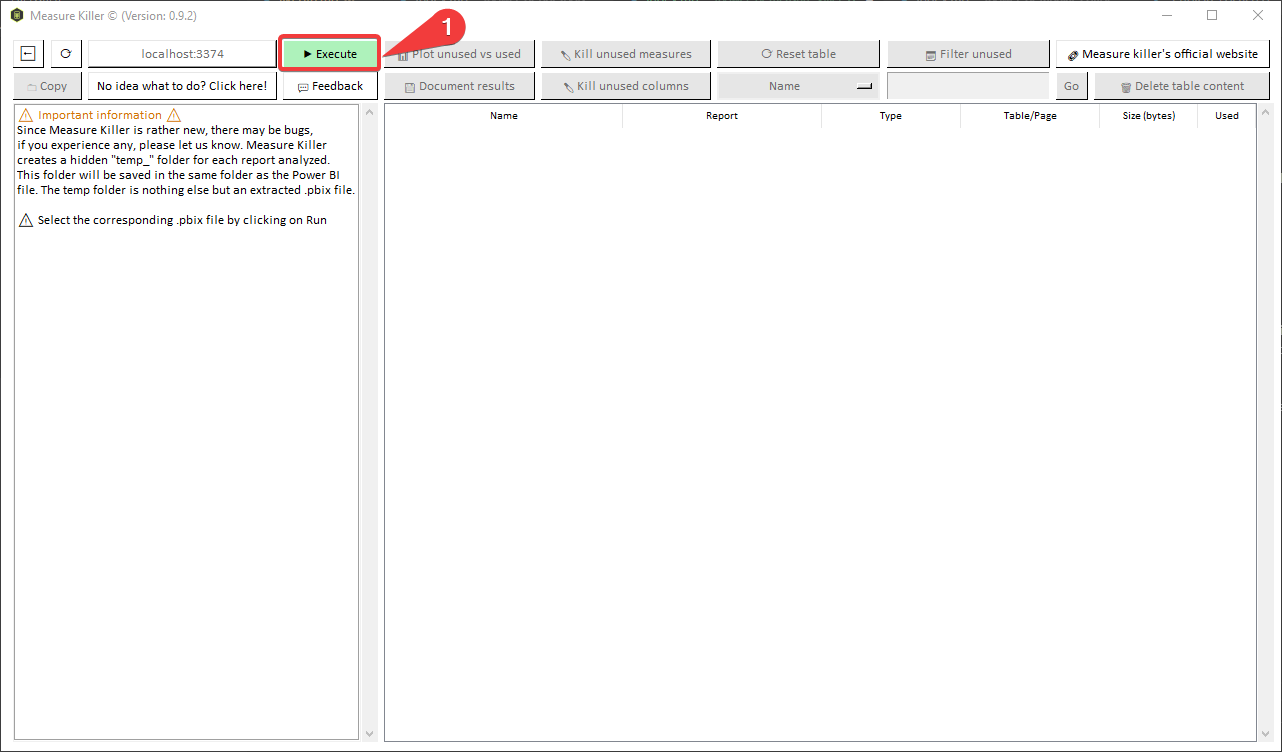 Measure Killer © (Version: 0.9.2)
1
localhost:3374
Execute
Plot unused vs used
Kill unused measures
Reset table
Filter unused
Measure killer's official website
Copy
No idea what to do? Click here!
Feedback
Document results
Kill unused columns
Name
Go
Delete table content
Important information
Since Measure Killer is rather new, there may be bugs,
if you experience any, please let us know. Measure Killer
creates a hidden "temp_" folder for each report analyzed.
This folder will be saved in the same folder as the Power BI
file. The temp folder is nothing else but an extracted .pbix file.
Select the corresponding .pbix file by clicking on Run
Name
Report
Type
Table/Page
Size (bytes)
Used